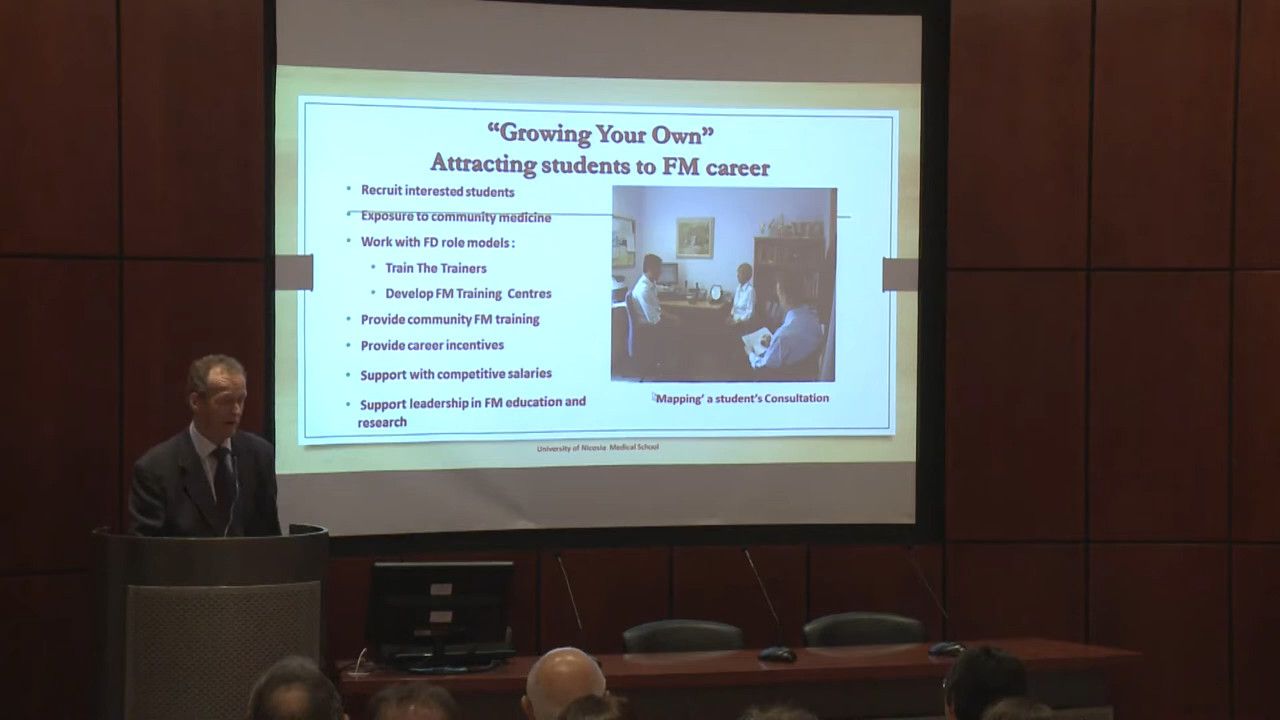 “Growing Your Own”
Attracting students to FM career
• Recruit interested students
• Exposure to community medicine
• Work with FD role models :
• Train The Trainers
• Develop FM Training Centres
• Provide community FM training
• Provide career incentives
• Support with competitive salaries
• Support leadership in FM education and
research
‘Mapping’ a student’s Consultation
University of Nicosia Medical School